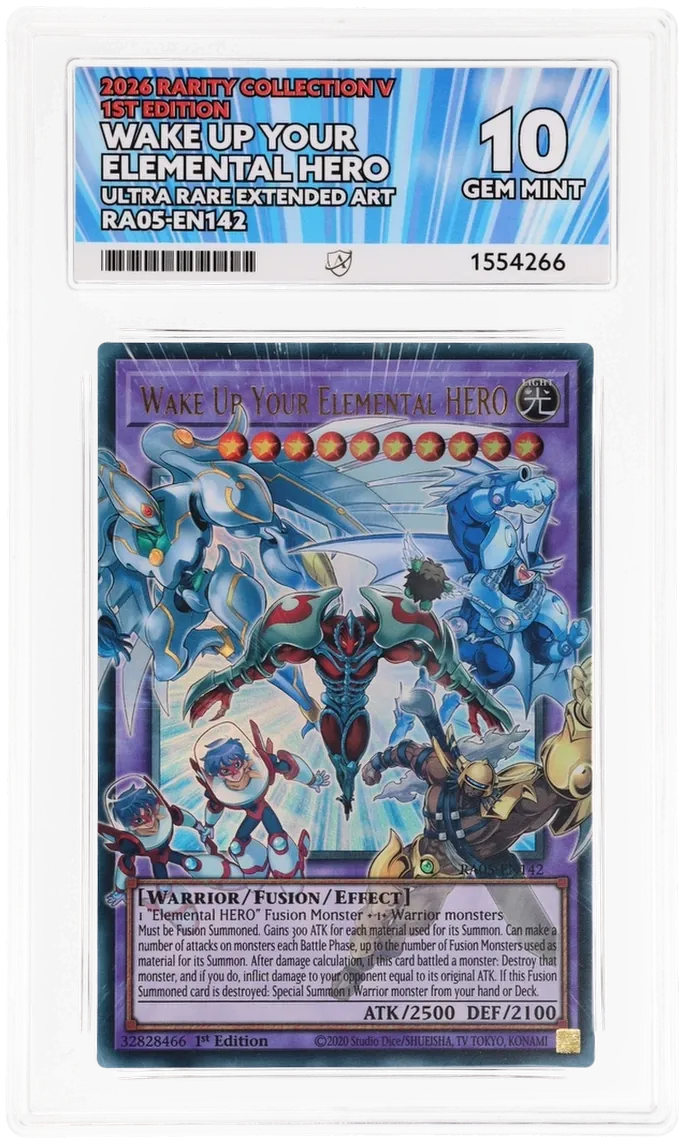 2026 RARITY COLLECTION V
1ST EDITION
WAKE UP YOUR
ELEMENTAL HERO
ULTRA RARE EXTENDED ART
RA05-EN142
10
GEM MINT
1554266
WAKE UP YOUR ELEMENTAL HERO
LIGHT
光
RA05-EN142
[WARRIOR/FUSION/EFFECT]
1 "Elemental HERO" Fusion Monster + 1+ Warrior monsters
Must be Fusion Summoned. Gains 300 ATK for each material used for its Summon. Can make a
number of attacks on monsters each Battle Phase, up to the number of Fusion Monsters used as
material for its Summon. After damage calculation, if this card battled a monster: Destroy that
monster, and if you do, inflict damage to your opponent equal to its original ATK. If this Fusion
Summoned card is destroyed: Special Summon 1 Warrior monster from your hand or Deck.
ATK/2500 DEF/2100
32828466 1st Edition ©2020 Studio Dice/SHUEISHA, TV TOKYO, KONAMI